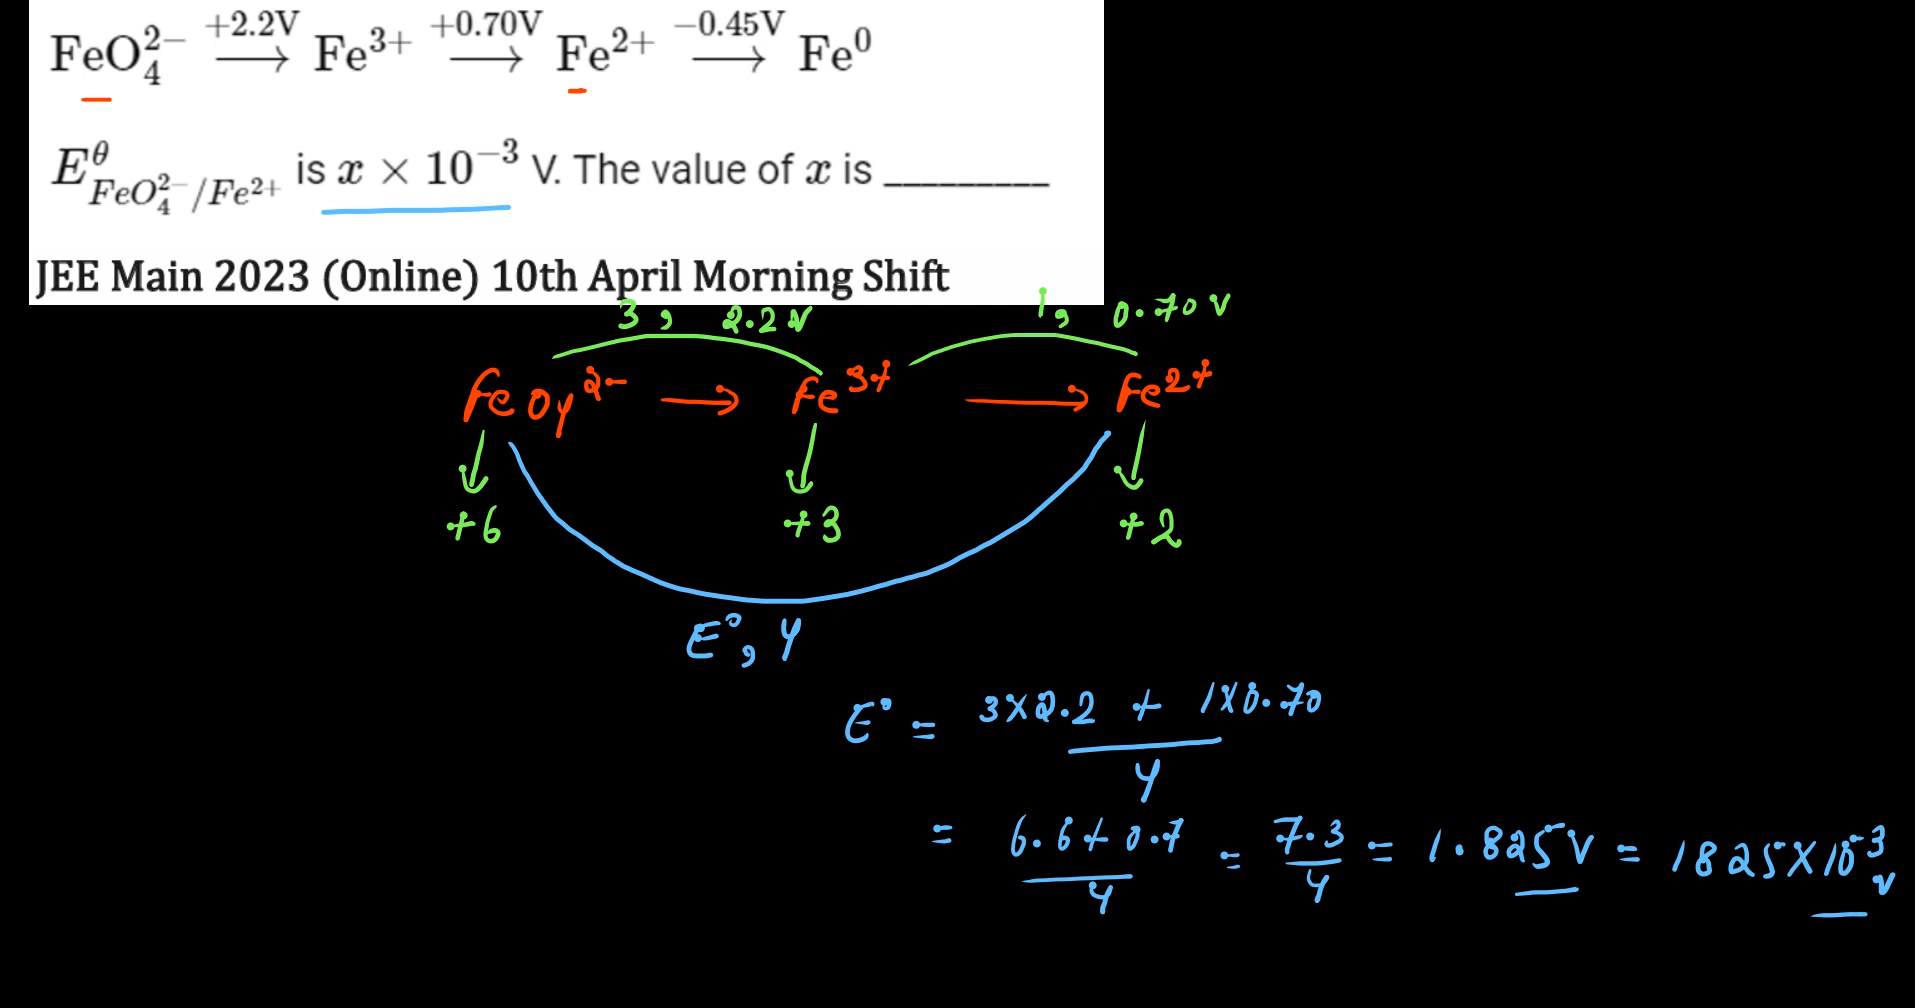 FeO₄²⁻ +2.2V⟶ Fe³⁺ +0.70V⟶ Fe²⁺ −0.45V⟶ Fe⁰
E^θ_{FeO₄²⁻/Fe²⁺} is x × 10⁻³ V. The value of x is _________
JEE Main 2023 (Online) 10th April Morning Shift
3, 2.2V 1, 0.70V
FeO4²⁻ → Fe³⁺ → Fe²⁺
+6 +3 +2
E°, 4
E° = (3×2.2 + 1×0.70)/4
= (6.6+0.7)/4 = 7.3/4 = 1.825V = 1825×10⁻³ V